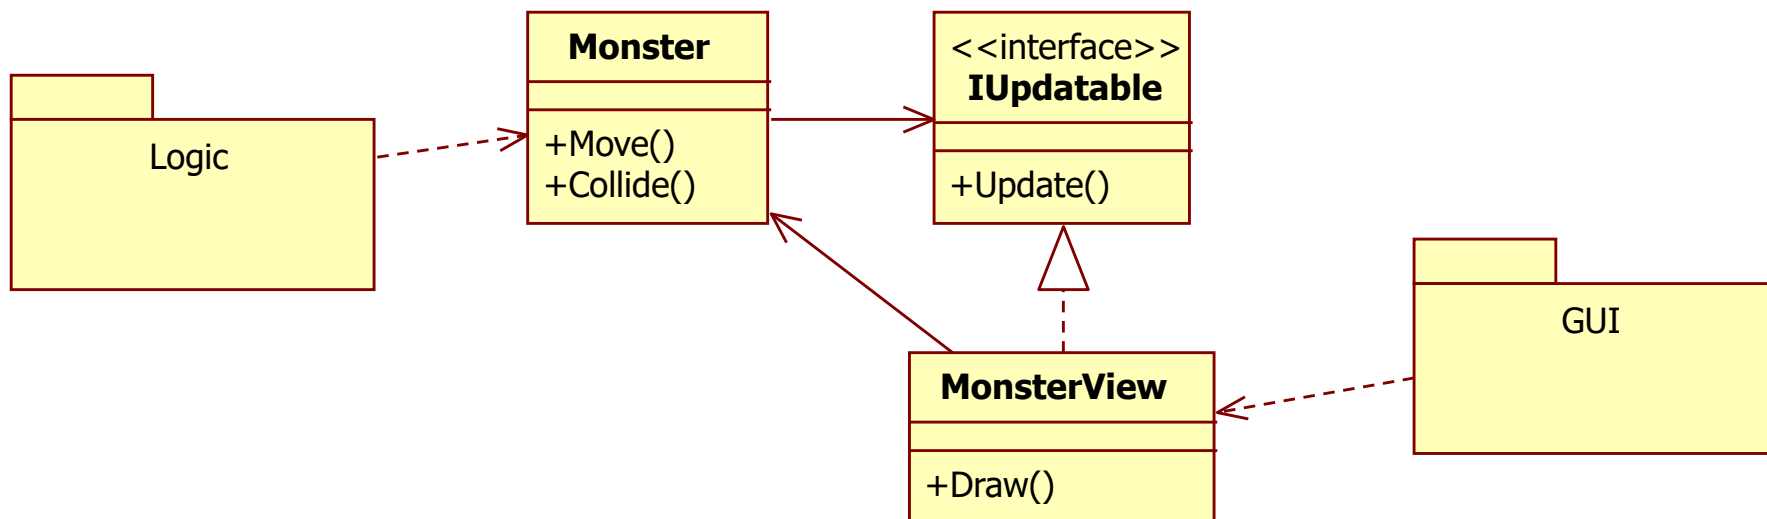 Logic
Monster
+Move()
+Collide()
<<interface>>
IUpdatable
+Update()
MonsterView
+Draw()
GUI